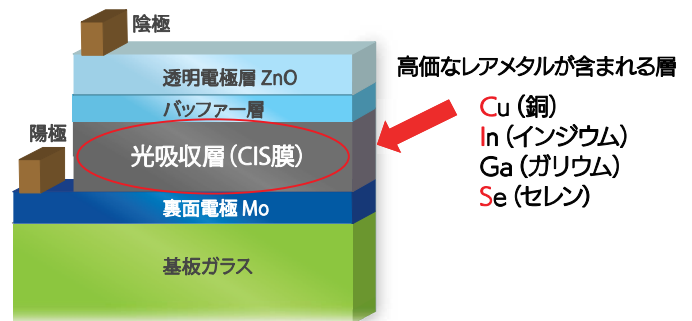 陰極
透明電極層 ZnO
バッファー層
陽極
光吸収層（CIS膜）
裏面電極 Mo
基板ガラス
高価なレアメタルが含まれる層
Cu（銅）
In（インジウム）
Ga（ガリウム）
Se（セレン）